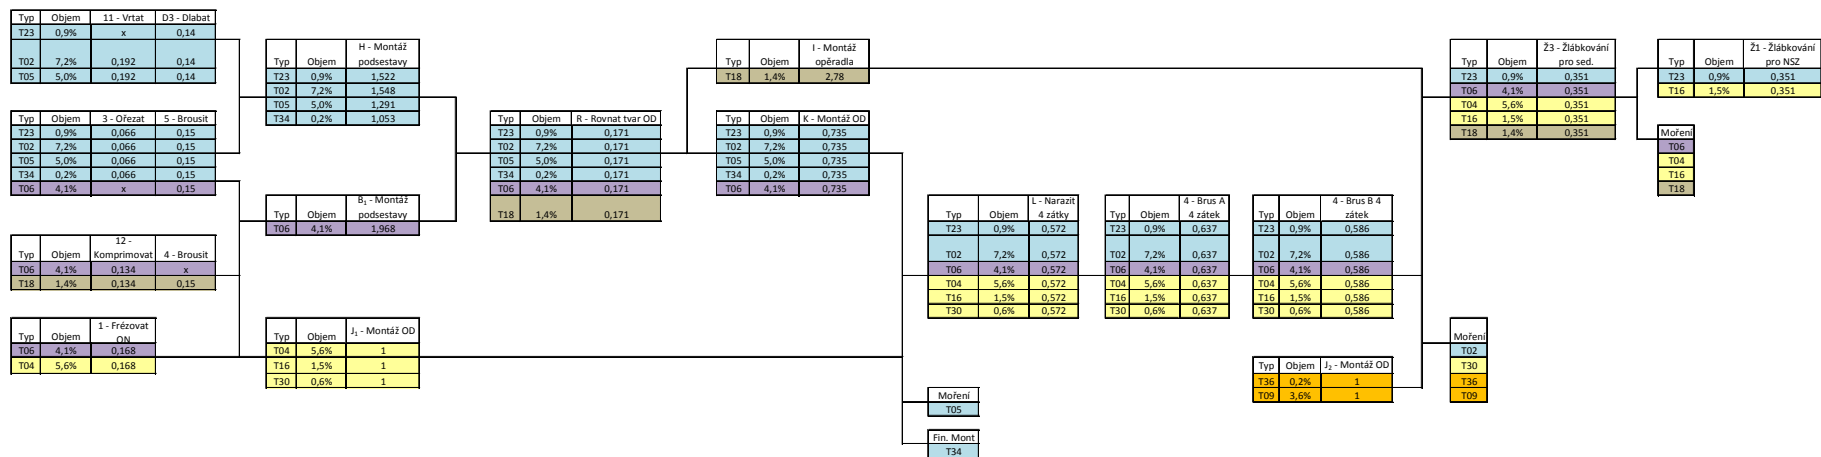 Typ Objem 11 - Vrtat D3 - Dlabat
T23 0,9% x 0,14
T02 7,2% 0,192 0,14
T05 5,0% 0,192 0,14
Typ Objem 3 - Ořezat 5 - Brousit
T23 0,9% 0,066 0,15
T02 7,2% 0,066 0,15
T05 5,0% 0,066 0,15
T34 0,2% 0,066 0,15
T06 4,1% x 0,15
12 -
Typ Objem Komprimovat 4 - Brousit
T06 4,1% 0,134 x
T18 1,4% 0,134 0,15
1 - Frézovat
Typ Objem ON
T06 4,1% 0,168
T04 5,6% 0,168
H - Montáž
Typ Objem podsestavy
T23 0,9% 1,522
T02 7,2% 1,548
T05 5,0% 1,291
T34 0,2% 1,053
B₁ - Montáž
Typ Objem podsestavy
T06 4,1% 1,968
Typ Objem J₁ - Montáž OD
T04 5,6% 1
T16 1,5% 1
T30 0,6% 1
Typ Objem R - Rovnat tvar OD
T23 0,9% 0,171
T02 7,2% 0,171
T05 5,0% 0,171
T34 0,2% 0,171
T06 4,1% 0,171
T18 1,4% 0,171
I - Montáž
Typ Objem opěradla
T18 1,4% 2,78
Typ Objem K - Montáž OD
T23 0,9% 0,735
T02 7,2% 0,735
T05 5,0% 0,735
T34 0,2% 0,735
T06 4,1% 0,735
L - Narazit
Typ Objem 4 zátky
T23 0,9% 0,572
T02 7,2% 0,572
T06 4,1% 0,572
T04 5,6% 0,572
T16 1,5% 0,572
T30 0,6% 0,572
Moření
T05
Fin. Mont
T34
4 - Brus A
Typ Objem 4 zátek
T23 0,9% 0,637
T02 7,2% 0,637
T06 4,1% 0,637
T04 5,6% 0,637
T16 1,5% 0,637
T30 0,6% 0,637
4 - Brus B 4
Typ Objem zátek
T23 0,9% 0,586
T02 7,2% 0,586
T06 4,1% 0,586
T04 5,6% 0,586
T16 1,5% 0,586
T30 0,6% 0,586
Typ Objem J₂ - Montáž OD
T36 0,2% 1
T09 3,6% 1
Ž3 - Žlábkování
Typ Objem pro sed.
T23 0,9% 0,351
T06 4,1% 0,351
T04 5,6% 0,351
T16 1,5% 0,351
T18 1,4% 0,351
Moření
T02
T30
T36
T09
Ž1 - Žlábkování
Typ Objem pro NSZ
T23 0,9% 0,351
T16 1,5% 0,351
Moření
T06
T04
T16
T18